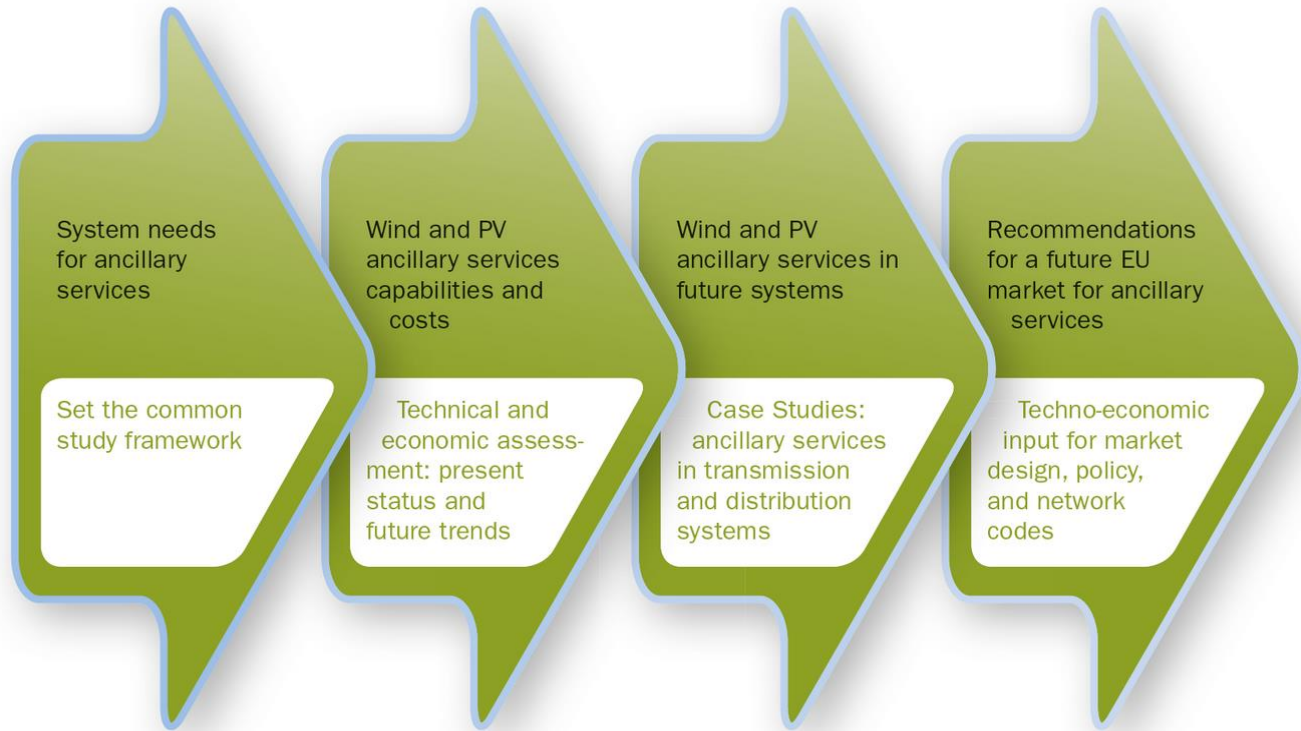 System needs
for ancillary
services
Set the common
study framework
Wind and PV
ancillary services
capabilities and
costs
Technical and
economic assess-
ment: present
status and
future trends
Wind and PV
ancillary services in
future systems
Case Studies:
ancillary services
in transmission
and distribution
systems
Recommendations
for a future EU
market for ancillary
services
Techno-economic
input for market
design, policy,
and network
codes